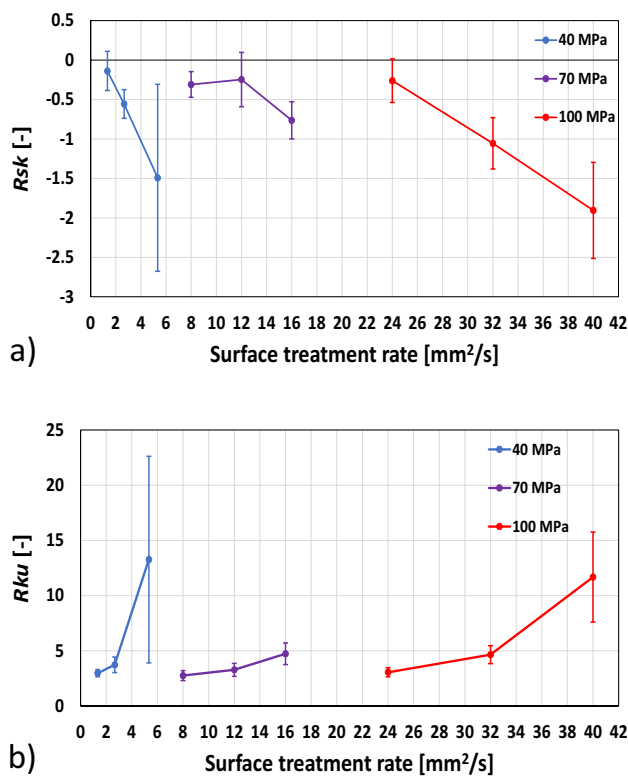 0.5
0
-0.5
-1
-1.5
-2
-2.5
-3
Rsk [-]
40 MPa
70 MPa
100 MPa
0 2 4 6 8 10 12 14 16 18 20 22 24 26 28 30 32 34 36 38 40 42
a)
Surface treatment rate [mm²/s]
25
20
15
10
5
0
Rku [-]
40 MPa
70 MPa
100 MPa
0 2 4 6 8 10 12 14 16 18 20 22 24 26 28 30 32 34 36 38 40 42
b)
Surface treatment rate [mm²/s]